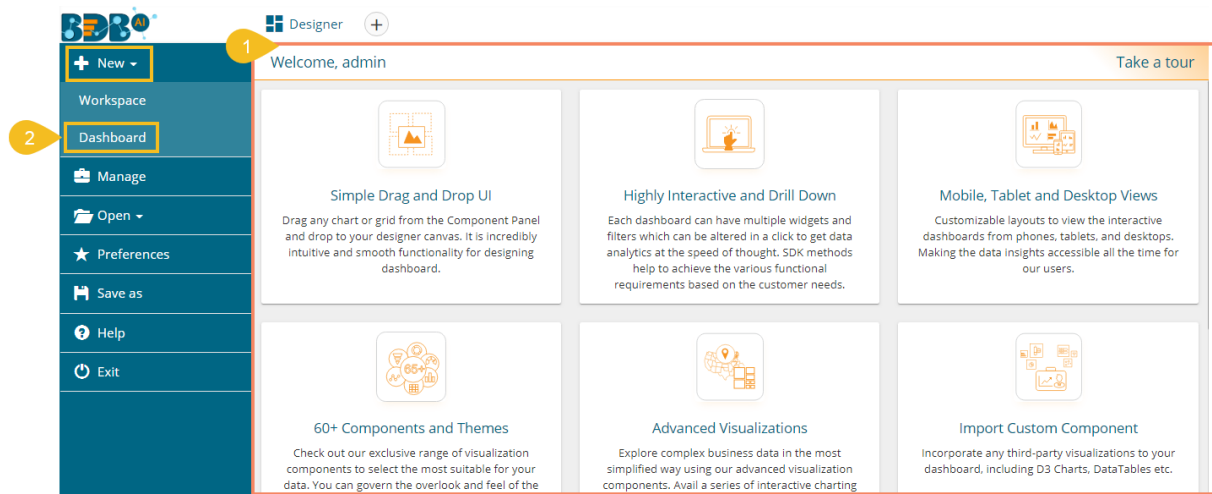 BDB AI
Designer
1
New
Welcome, admin
Take a tour
Workspace
2
Dashboard
Manage
Open
Preferences
Save as
Help
Exit
Simple Drag and Drop UI
Drag any chart or grid from the Component Panel
and drop to your designer canvas. It is incredibly
intuitive and smooth functionality for designing
dashboard.
Highly Interactive and Drill Down
Each dashboard can have multiple widgets and
filters which can be altered in a click to get data
analytics at the speed of thought. SDK methods
help to achieve the various functional
requirements based on the customer needs.
Mobile, Tablet and Desktop Views
Customizable layouts to view the interactive
dashboards from phones, tablets, and desktops.
Making the data insights accessible all the time for
our users.
65+
60+ Components and Themes
Check out our exclusive range of visualization
components to select the most suitable for your
data. You can govern the overlook and feel of the
Advanced Visualizations
Explore complex business data in the most
simplified way using our advanced visualization
components. Avail a series of interactive charting
Import Custom Component
Incorporate any third-party visualizations to your
dashboard, including D3 Charts, DataTables etc.